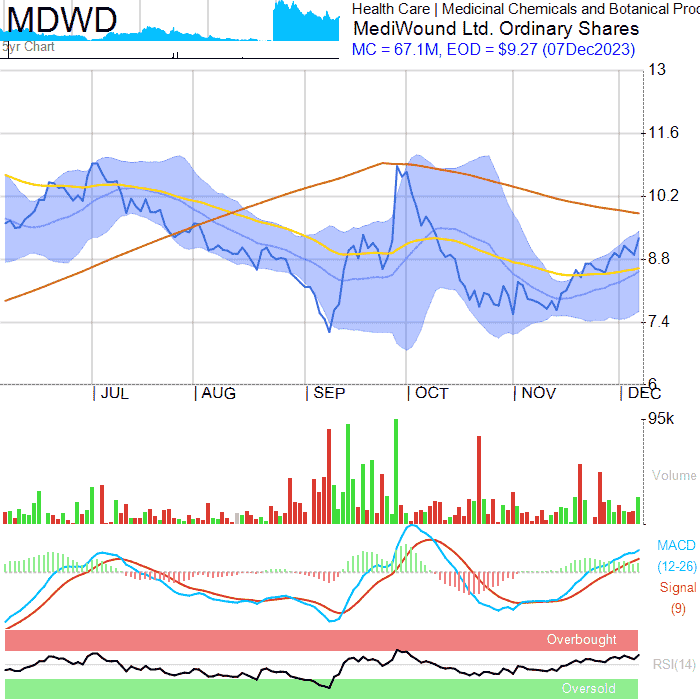 MDWD
5yr Chart
Health Care | Medicinal Chemicals and Botanical Proc
MediWound Ltd. Ordinary Shares
MC = 67.1M, EOD = $9.27 (07Dec2023)
13
11.6
10.2
8.8
7.4
6
JUL AUG SEP OCT NOV DEC
95k
Volume
MACD
(12-26)
Signal
(9)
Overbought
RSI(14)
Oversold